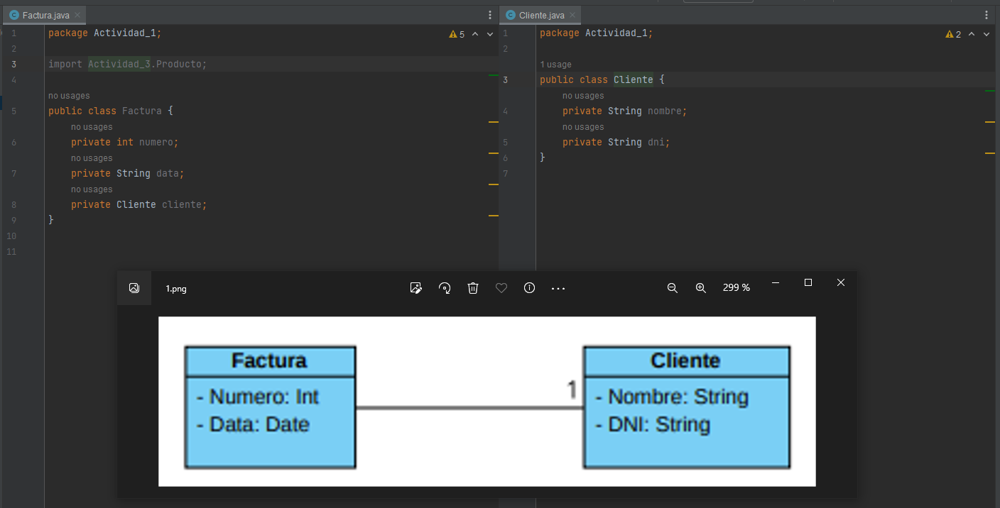 Factura.java
1 package Actividad_1;
2
3 import Actividad_3.Producto;
4
no usages
5 public class Factura {
no usages
6 private int numero;
no usages
7 private String data;
no usages
8 private Cliente cliente;
9 }
10
11
5
Cliente.java
1 package Actividad_1;
2
1 usage
3 public class Cliente {
no usages
4 private String nombre;
no usages
5 private String dni;
6 }
7
2
1.png
299 %
Factura
- Numero: Int
- Data: Date
1
Cliente
- Nombre: String
- DNI: String